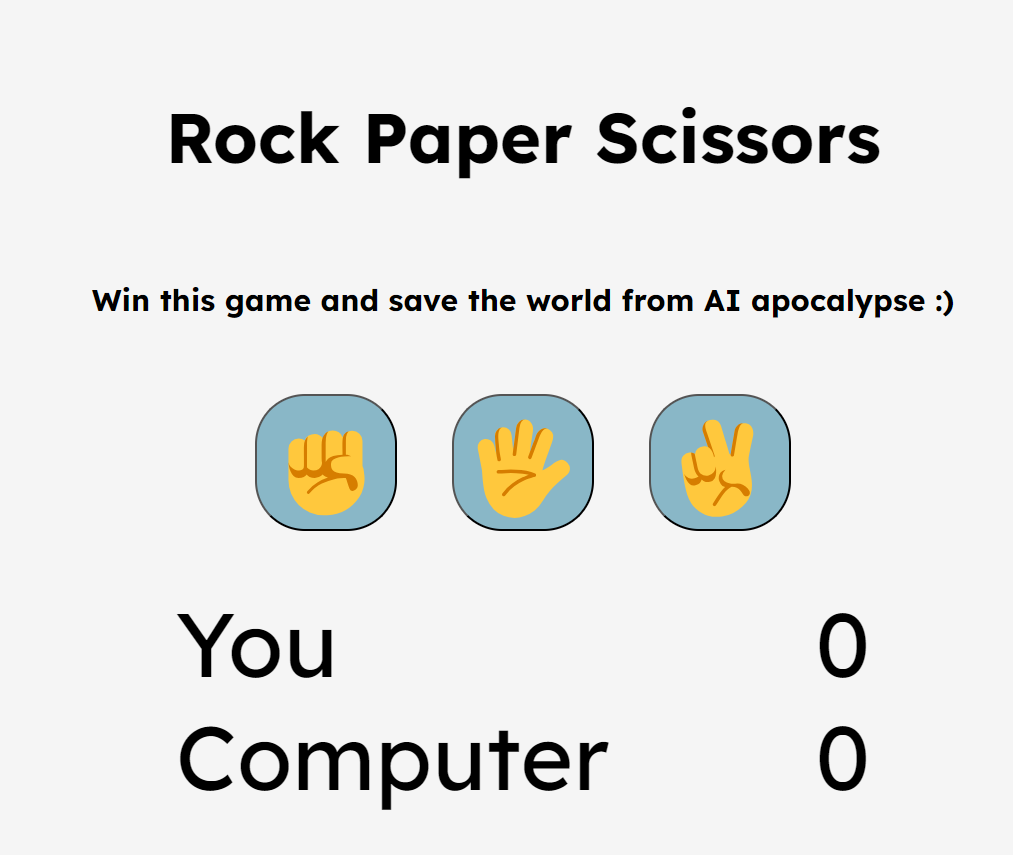 Rock Paper Scissors
Win this game and save the world from AI apocalypse :)
You 0
Computer 0